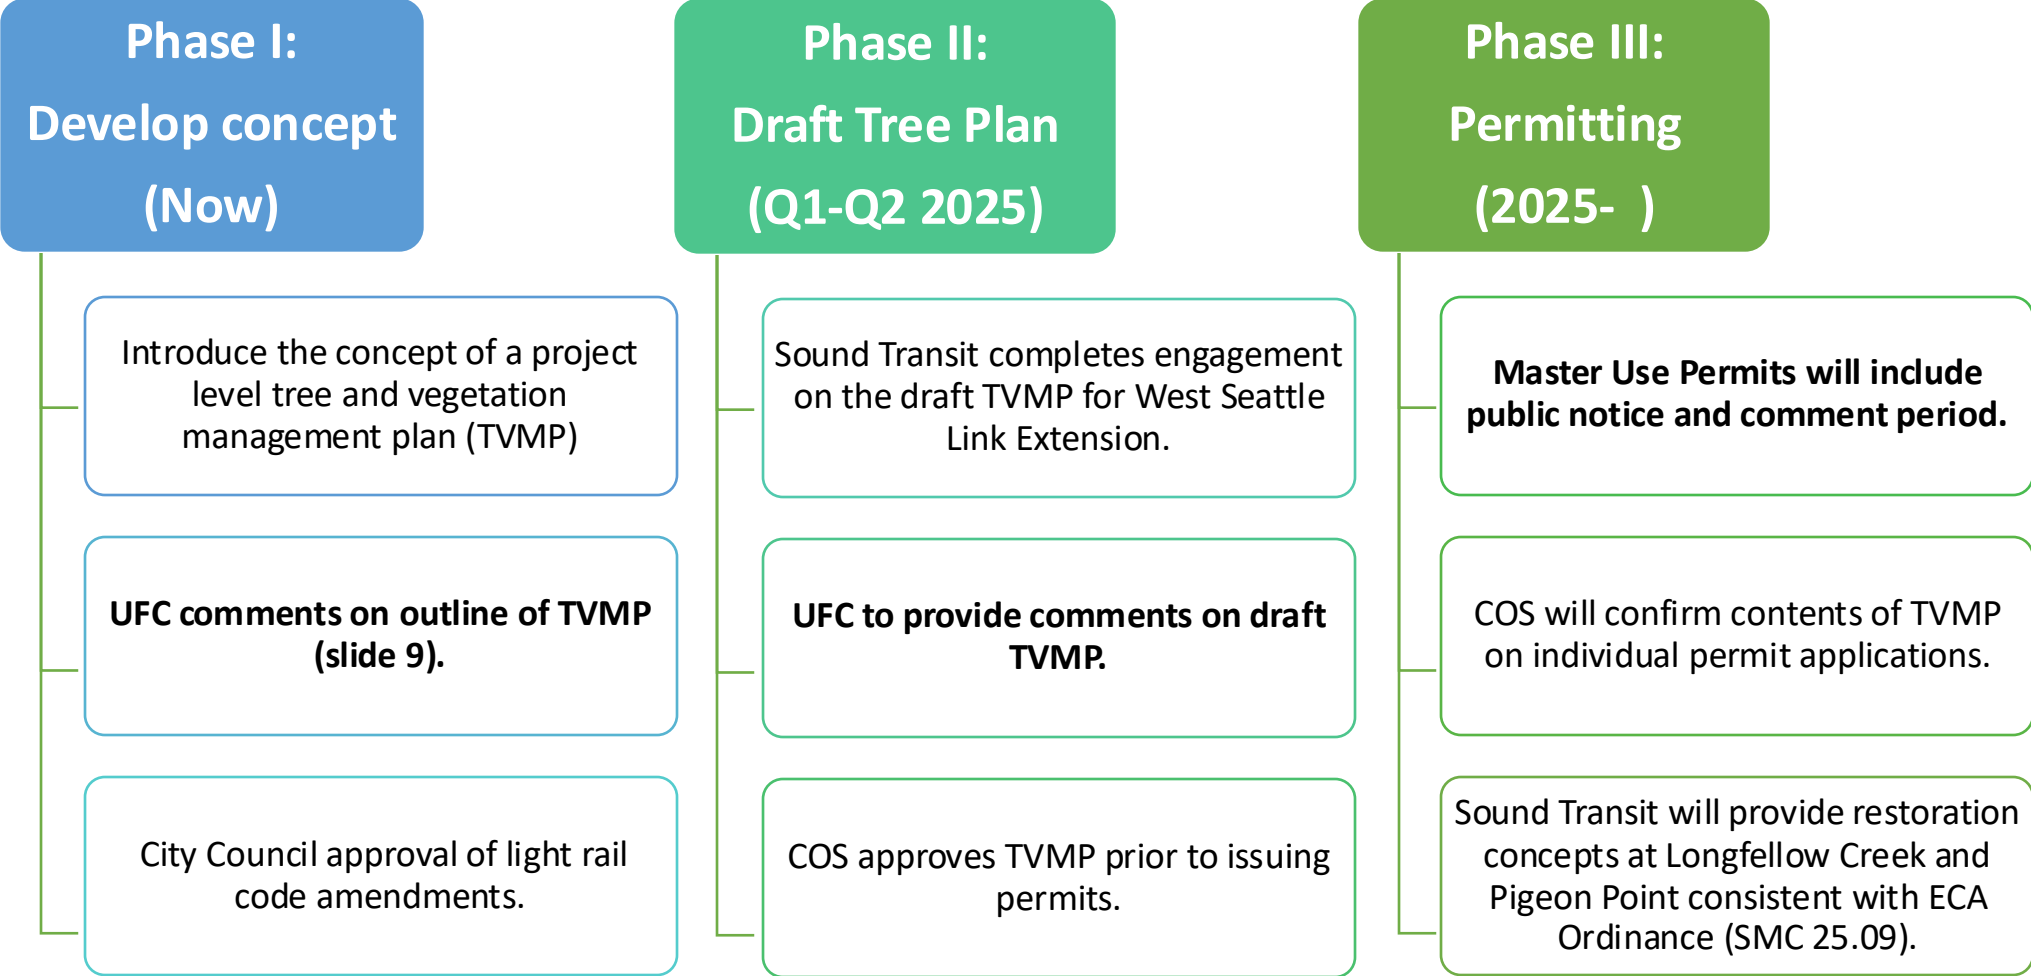 Phase I:
Develop concept
(Now)
Introduce the concept of a project
level tree and vegetation
management plan (TVMP)
UFC comments on outline of TVMP
(slide 9).
City Council approval of light rail
code amendments.
Phase II:
Draft Tree Plan
(Q1-Q2 2025)
Sound Transit completes engagement
on the draft TVMP for West Seattle
Link Extension.
UFC to provide comments on draft
TVMP.
COS approves TVMP prior to issuing
permits.
Phase III:
Permitting
(2025-  )
Master Use Permits will include
public notice and comment period.
COS will confirm contents of TVMP
on individual permit applications.
Sound Transit will provide restoration
concepts at Longfellow Creek and
Pigeon Point consistent with ECA
Ordinance (SMC 25.09).